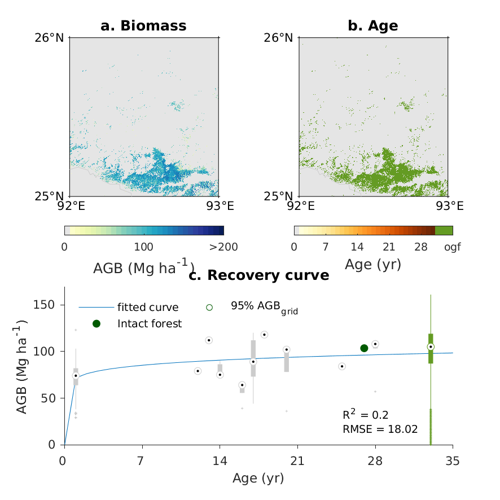 a. Biomass
b. Age
26°N
25°N
92°E 93°E
26°N
25°N
92°E 93°E
0 100 >200
AGB (Mg ha⁻¹)
0 7 14 21 28 ogf
Age (yr)
c. Recovery curve
AGB (Mg ha⁻¹)
150
100
50
0
fitted curve
Intact forest
95% AGB_grid
R² = 0.2
RMSE = 18.02
0 7 14 21 28 35
Age (yr)